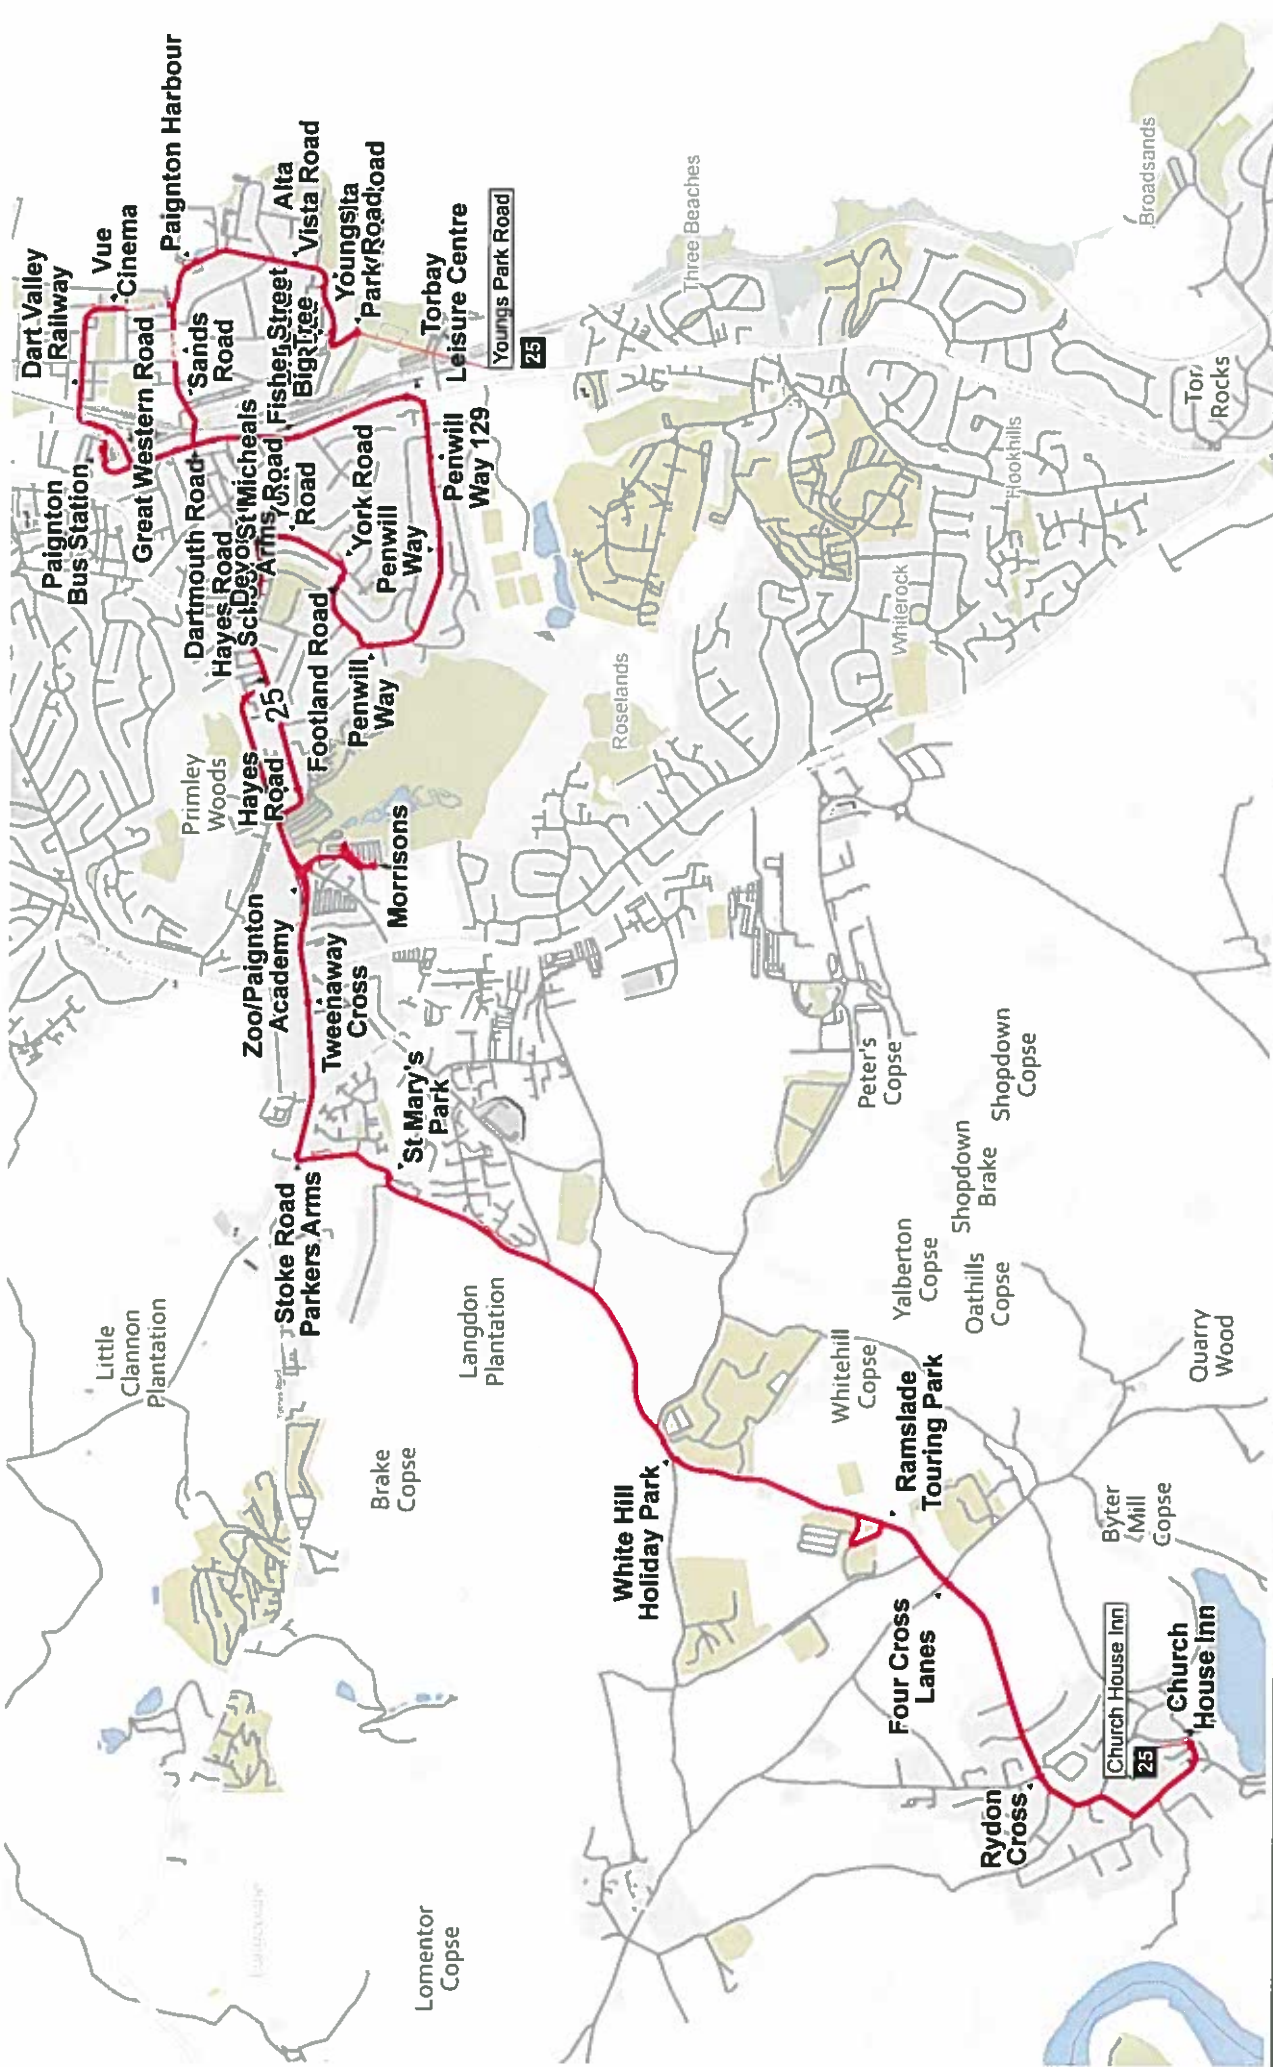 Dart Valley
Railway
Vue
Cinema
Paignton Harbour
Paignton
Bus Station
Great Western Road
Sands
Road
Alta
Vista Road
Fisher Street
Big Tree
Youngs
Park Road
Torbay
Leisure Centre
Youngs Park Road
25
Dartmouth Road
Hayes Road
St Micheals
Arms
York Road
Road
York Road
Penwill
Way
Penwill
Way 129
Footland Road
Penwill
Way
25
Hayes
Road
Primley
Woods
Morrisons
Zoo/Paignton
Academy
Tweenaway
Cross
St Mary's
Park
Stoke Road
Parkers Arms
Little
Clannon
Plantation
Langdon
Plantation
Brake
Copse
Lomentor
Copse
Three Beaches
Broadsands
Tor
Rocks
Hookhills
Whiterock
Roselands
Peter's
Copse
Shopdown
Copse
Shopdown
Brake
Yalberton
Copse
Oathills
Copse
Whitehill
Copse
Quarry
Wood
White Hill
Holiday Park
Ramslade
Touring Park
Byter
Mill
Copse
Four Cross
Lanes
Rydon
Cross
Church House Inn
25
Church
House Inn